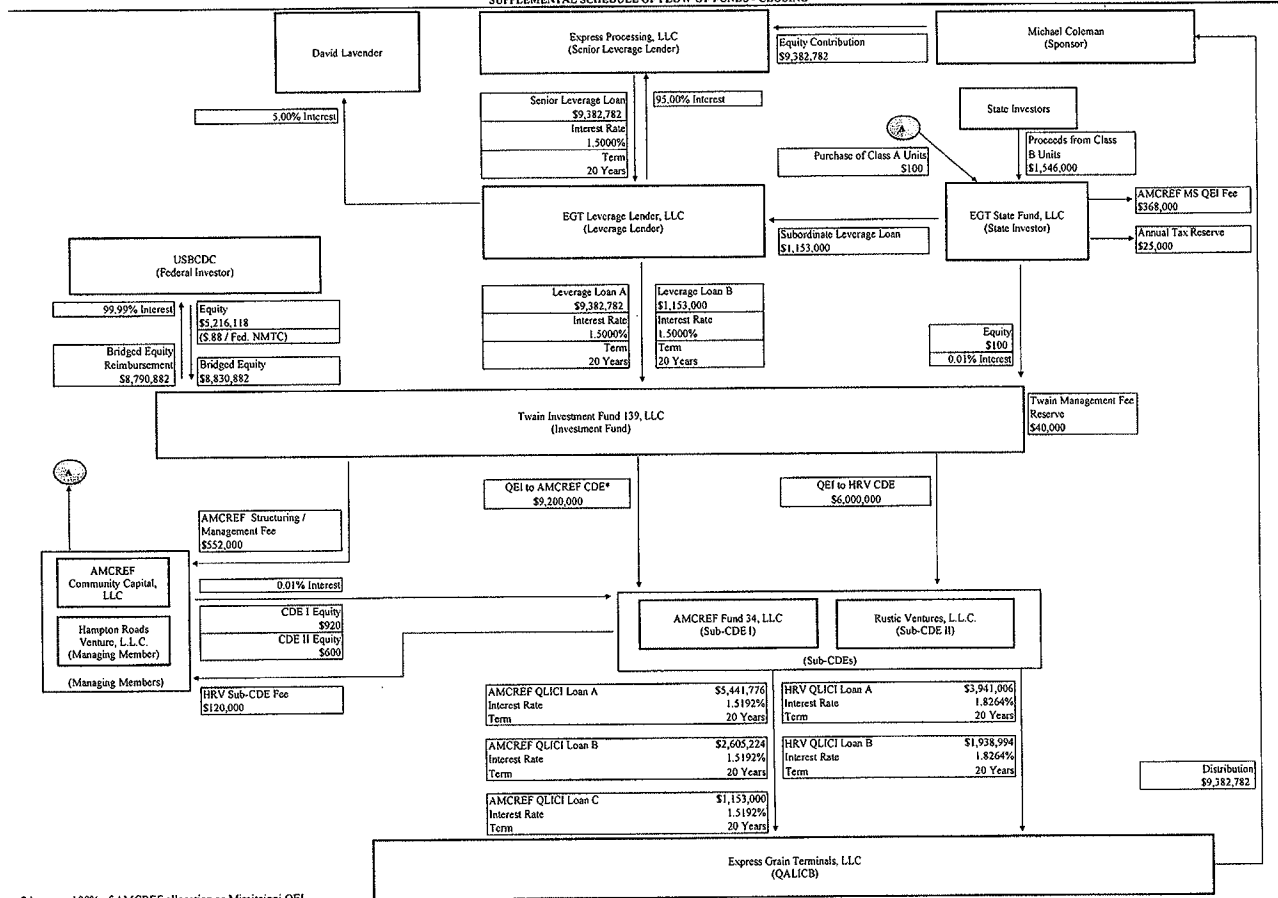 SUPPLEMENTAL SCHEDULE OF FLOW OF FUNDS - CLOSING
David Lavender
Express Processing, LLC
(Senior Leverage Lender)
Equity Contribution
$9,382,782
Michael Coleman
(Sponsor)
5.00% Interest
Senior Leverage Loan
$9,382,782
Interest Rate
1.5000%
Term
20 Years
95.00% Interest
State Investors
A
Purchase of Class A Units
$100
Proceeds from Class
B Units
$1,546,000
EGT Leverage Lender, LLC
(Leverage Lender)
Subordinate Leverage Loan
$1,153,000
EGT State Fund, LLC
(State Investor)
AMCREF MS QEI Fee
$368,000
Annual Tax Reserve
$25,000
USBCDC
(Federal Investor)
99.99% Interest
Equity
$5,216,118
($.88 / Fed. NMTC)
Bridged Equity
Reimbursement
$8,790,882
Bridged Equity
$8,830,882
Leverage Loan A
$9,382,782
Interest Rate
1.5000%
Term
20 Years
Leverage Loan B
$1,153,000
Interest Rate
1.5000%
Term
20 Years
Equity
$100
0.01% Interest
Twain Investment Fund 139, LLC
(Investment Fund)
Twain Management Fee
Reserve
$40,000
A
QEI to AMCREF CDE*
$9,200,000
QEI to HRV CDE
$6,000,000
AMCREF Structuring /
Management Fee
$552,000
AMCREF
Community Capital,
LLC
Hampton Roads
Venture, L.L.C.
(Managing Member)
(Managing Members)
0.01% Interest
CDE I Equity
$920
CDE II Equity
$600
HRV Sub-CDE Fee
$120,000
AMCREF Fund 34, LLC
(Sub-CDE I)
Rustic Ventures, L.L.C.
(Sub-CDE II)
(Sub-CDEs)
AMCREF QLICI Loan A $5,441,776
Interest Rate 1.5192%
Term 20 Years
HRV QLICI Loan A $3,941,006
Interest Rate 1.8264%
Term 20 Years
AMCREF QLICI Loan B $2,605,224
Interest Rate 1.5192%
Term 20 Years
HRV QLICI Loan B $1,938,994
Interest Rate 1.8264%
Term 20 Years
AMCREF QLICI Loan C $1,153,000
Interest Rate 1.5192%
Term 20 Years
Distribution
$9,382,782
Express Grain Terminals, LLC
(QALICB)
100% of AMCREF allocation as Mississippi QEI